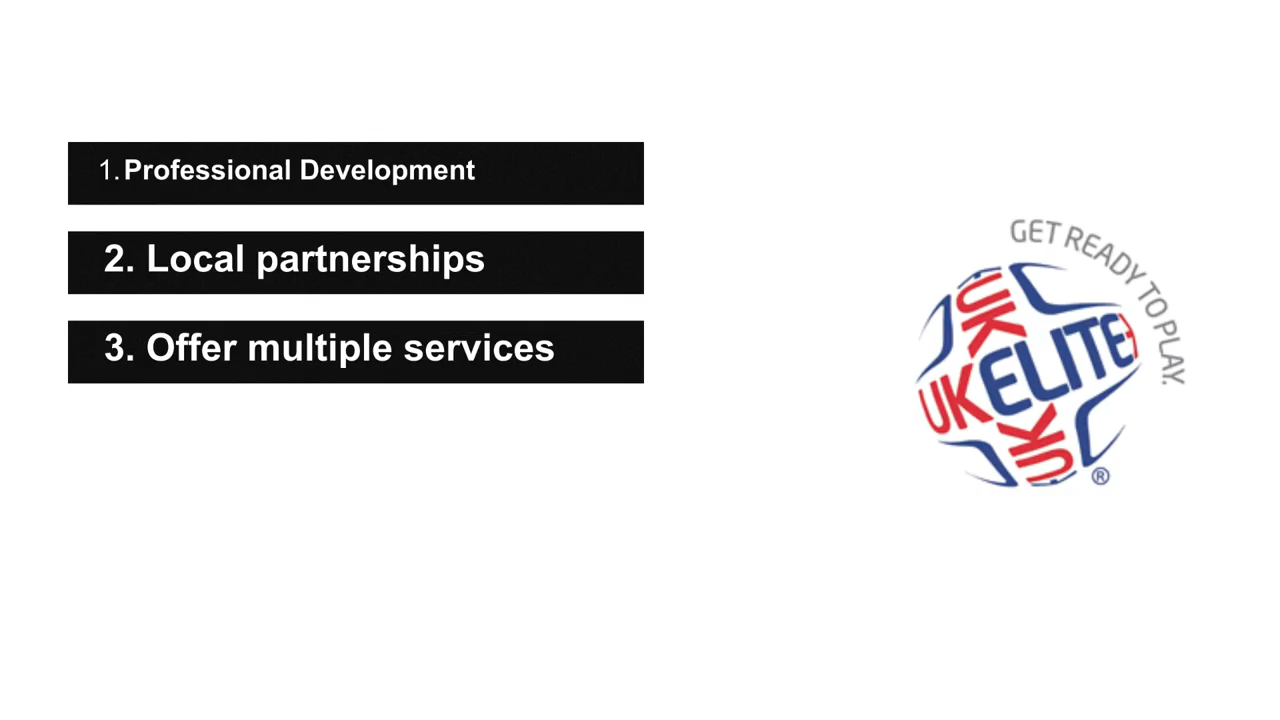 1. Professional Development
2. Local partnerships
3. Offer multiple services
GET READY TO PLAY.
UK
UK ELITE
UK
®